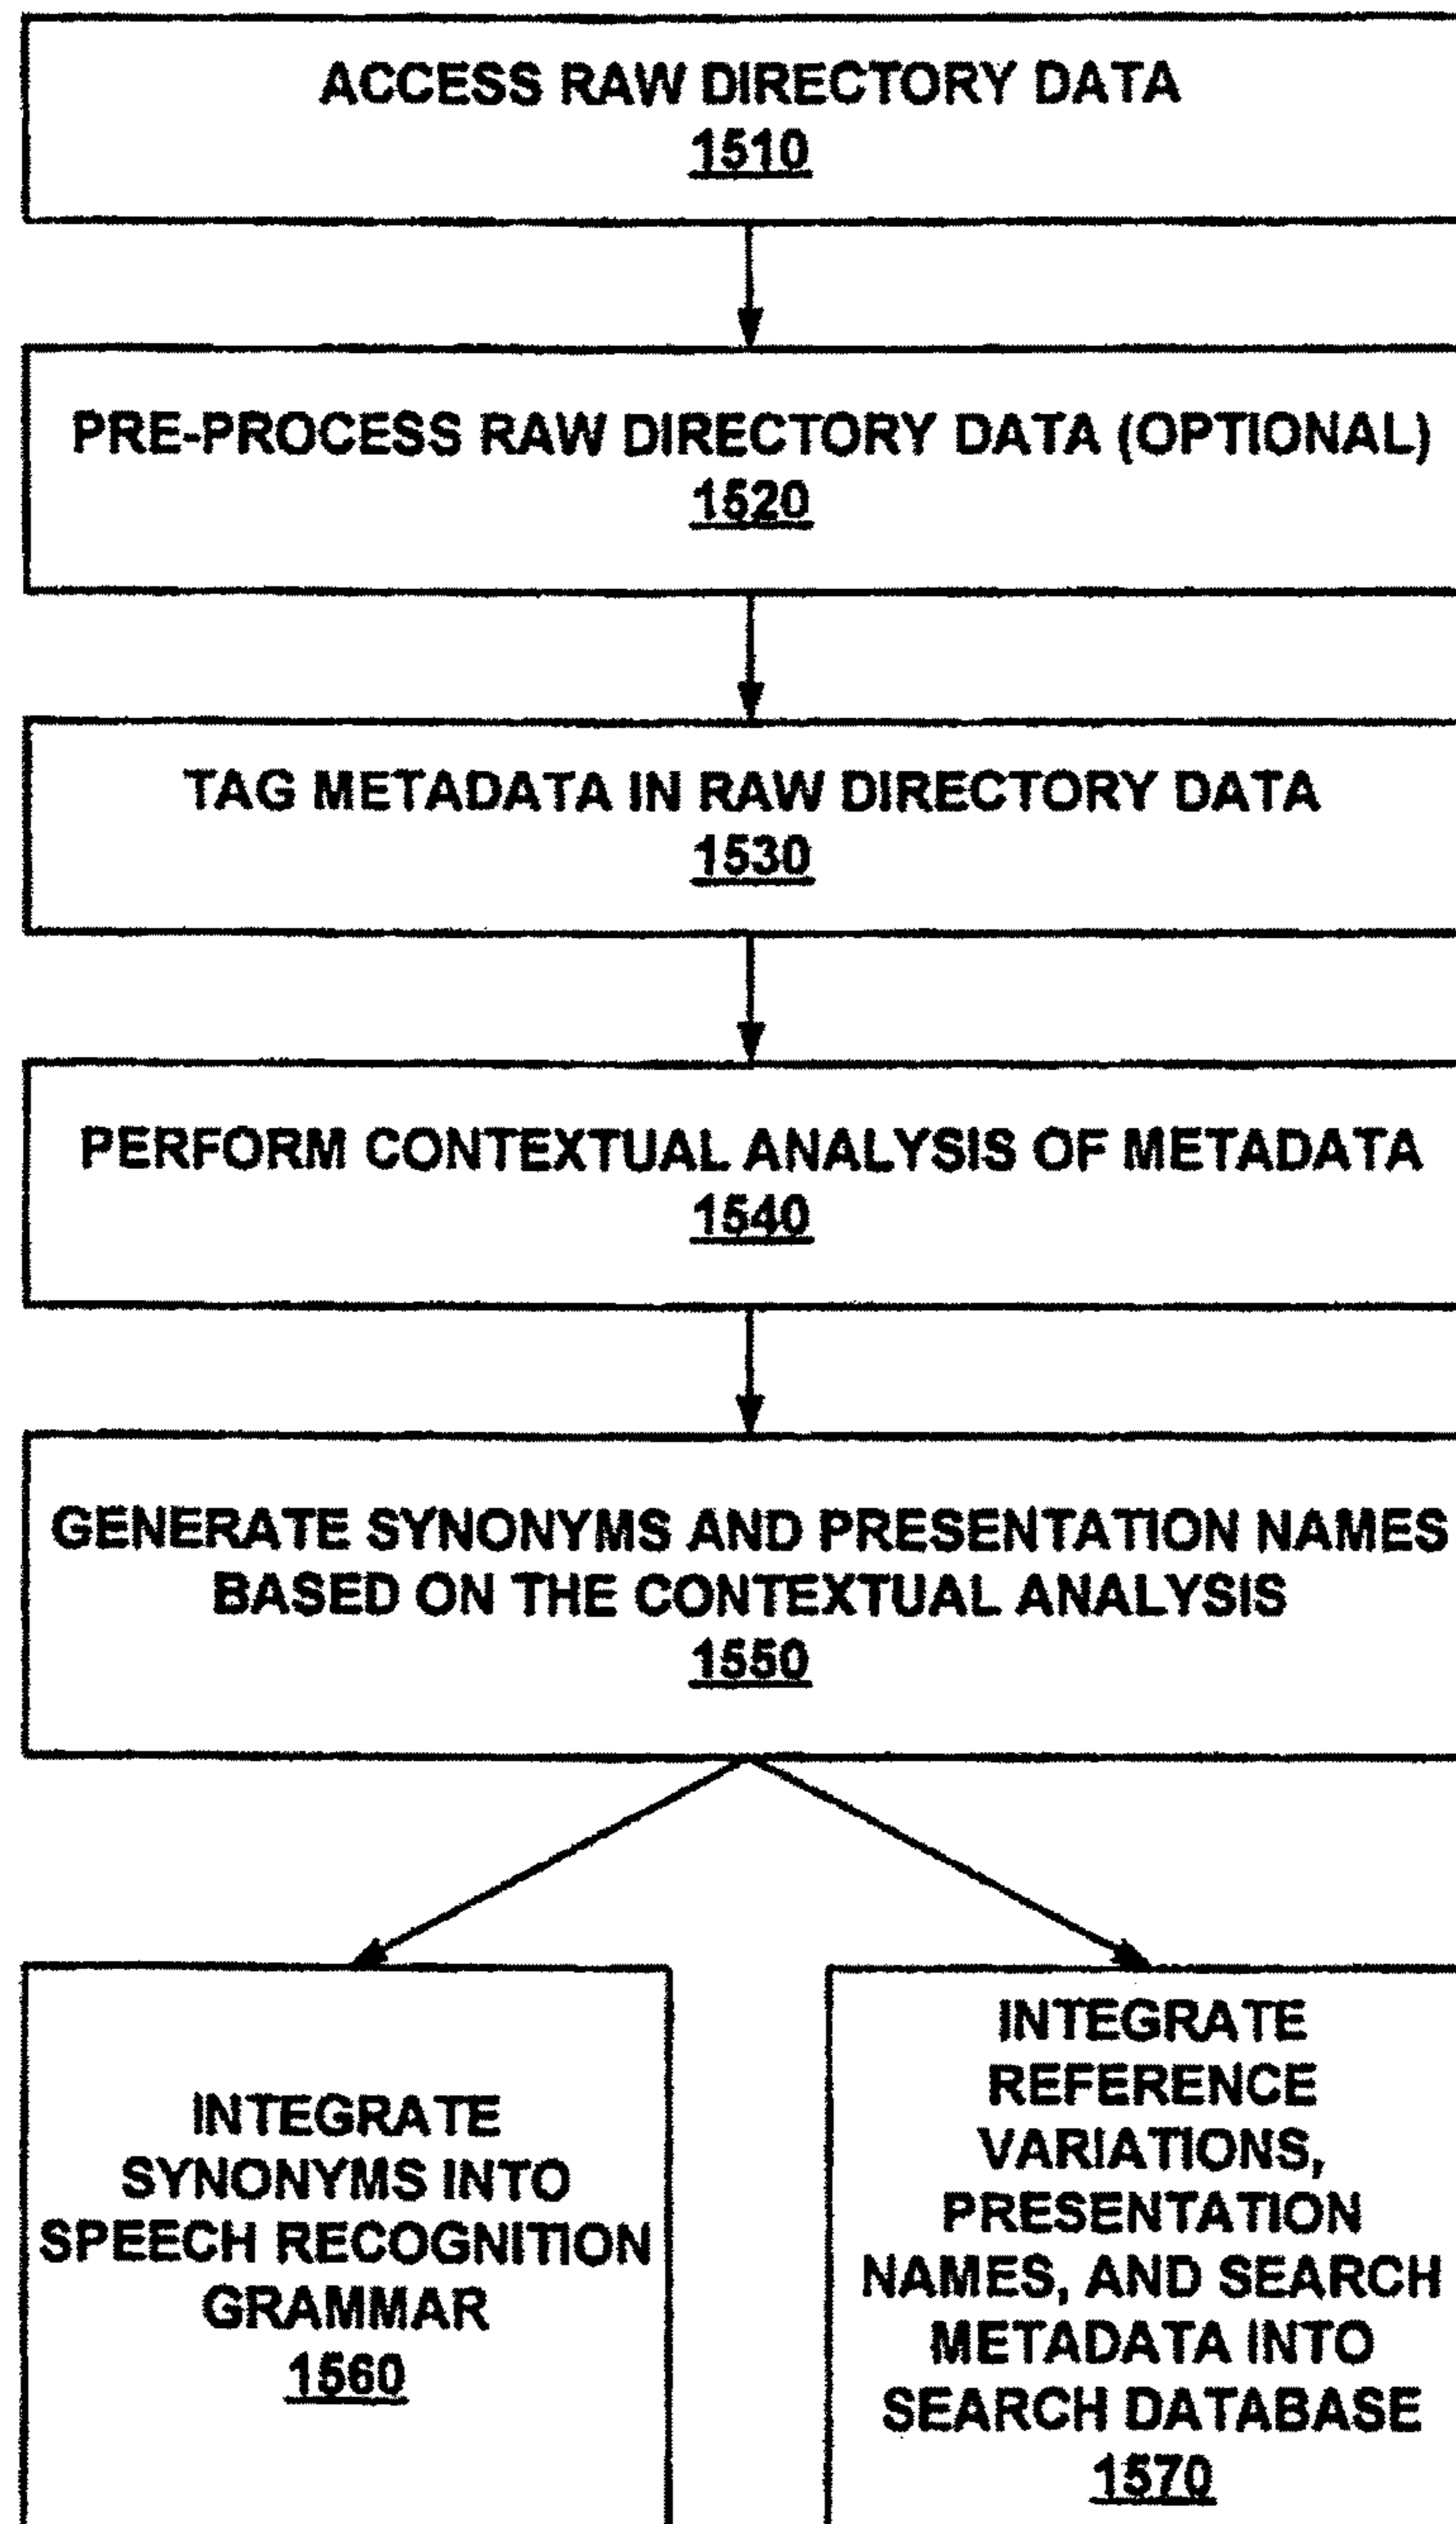 ACCESS RAW DIRECTORY DATA
1510
PRE-PROCESS RAW DIRECTORY DATA (OPTIONAL)
1520
TAG METADATA IN RAW DIRECTORY DATA
1530
PERFORM CONTEXTUAL ANALYSIS OF METADATA
1540
GENERATE SYNONYMS AND PRESENTATION NAMES
BASED ON THE CONTEXTUAL ANALYSIS
1550
INTEGRATE
SYNONYMS INTO
SPEECH RECOGNITION
GRAMMAR
1560
INTEGRATE
REFERENCE
VARIATIONS,
PRESENTATION
NAMES, AND SEARCH
METADATA INTO
SEARCH DATABASE
1570